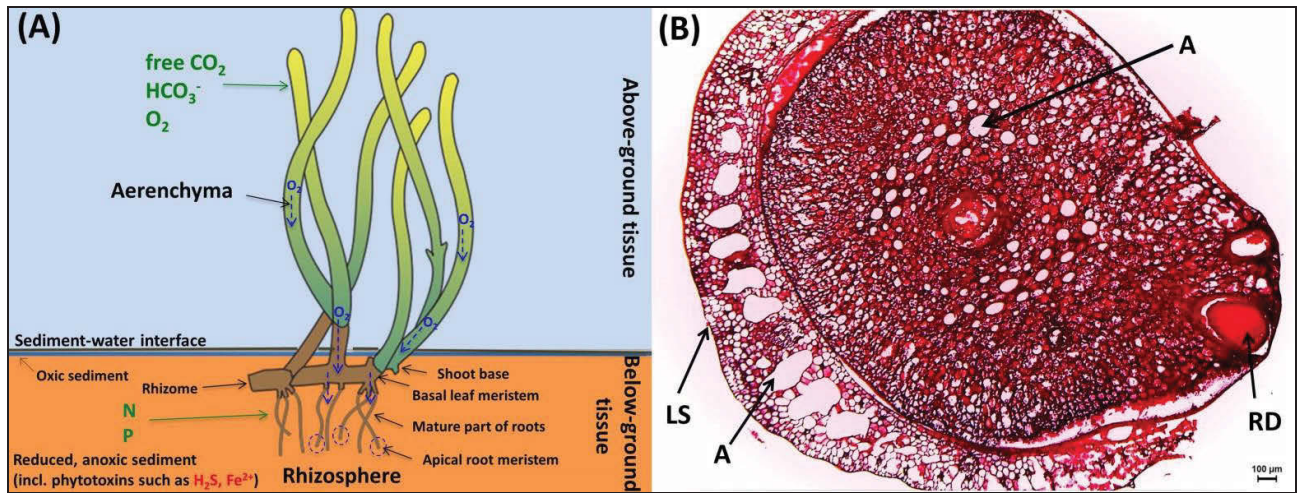 (A)
free CO₂
HCO₃⁻
O₂
Aerenchyma
O₂
O₂
O₂
O₂
Above-ground tissue
Sediment-water interface
Oxic sediment
Rhizome
Shoot base
Basal leaf meristem
N
P
Mature part of roots
Apical root meristem
Reduced, anoxic sediment
(incl. phytotoxins such as H₂S, Fe²⁺)
Rhizosphere
Below-ground
tissue
(B)
A
LS
A
RD
100 µm